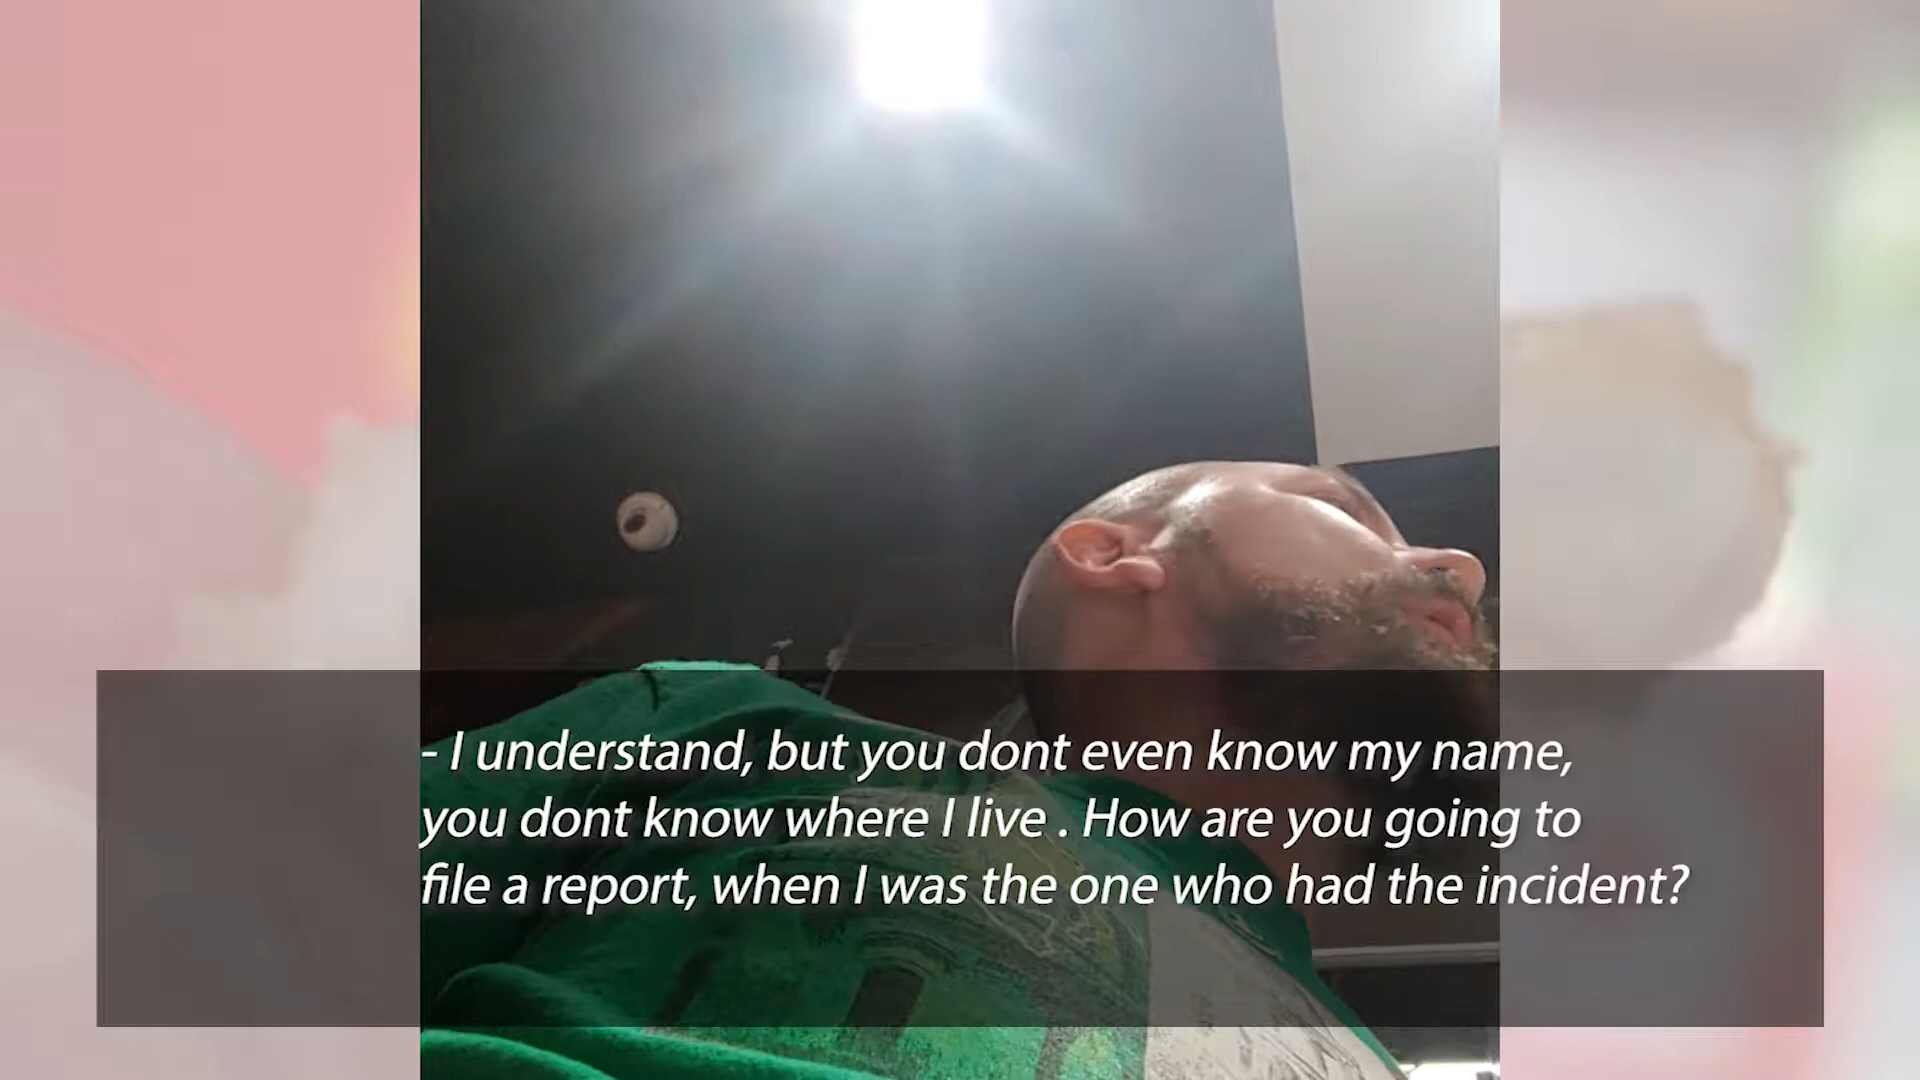 - I understand, but you dont even know my name,
you dont know where I live . How are you going to
file a report, when I was the one who had the incident?